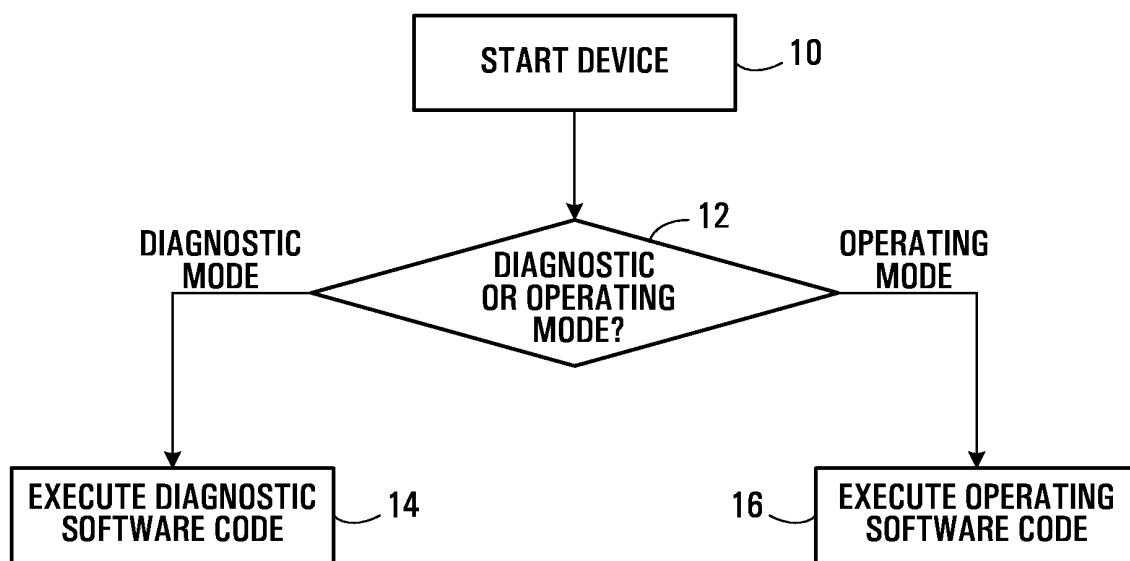 START DEVICE
10
12
DIAGNOSTIC
MODE
DIAGNOSTIC
OR OPERATING
MODE?
OPERATING
MODE
EXECUTE DIAGNOSTIC
SOFTWARE CODE
14
16
EXECUTE OPERATING
SOFTWARE CODE